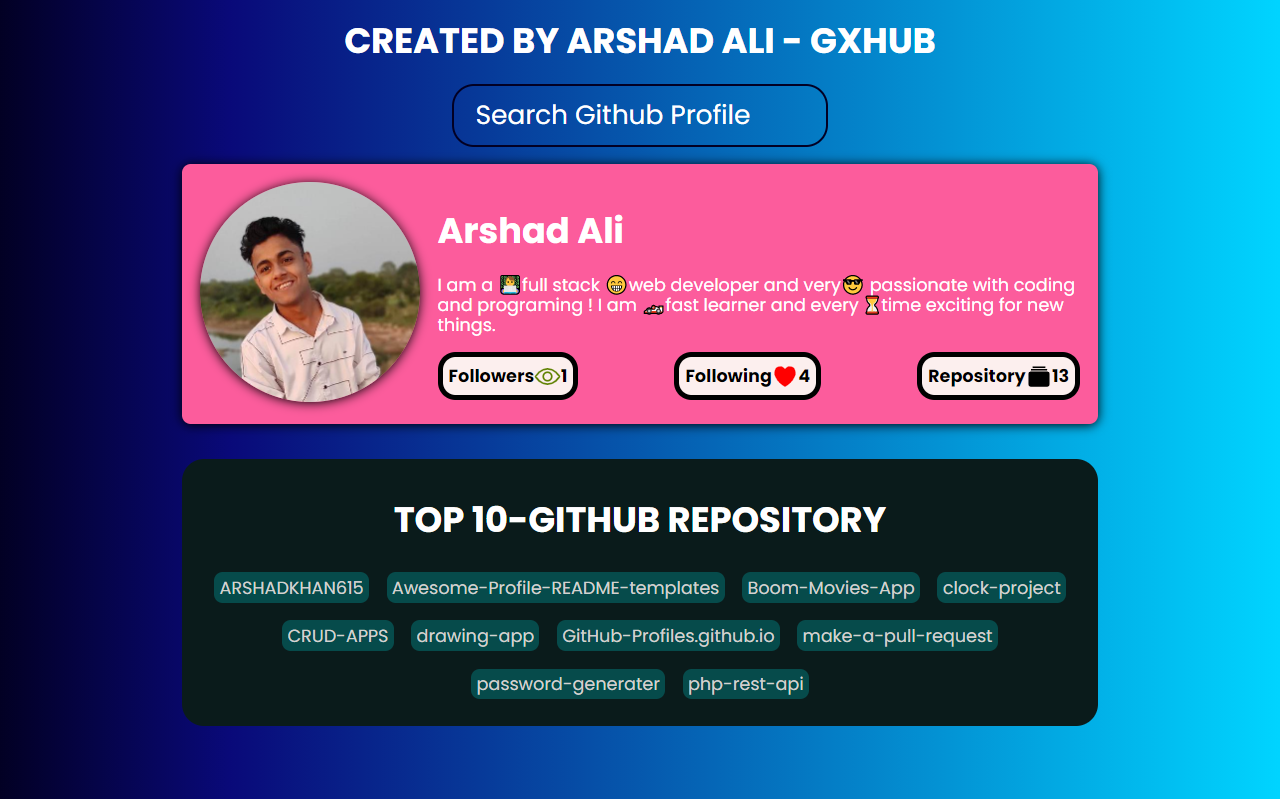 CREATED BY ARSHAD ALI - GXHUB
Search Github Profile
Arshad Ali
I am a 👨‍💻full stack 😁web developer and very😎 passionate with coding
and programing ! I am 🏎️fast learner and every ⏳time exciting for new
things.
Followers 1 Following 4 Repository 13
TOP 10-GITHUB REPOSITORY
ARSHADKHAN615 Awesome-Profile-README-templates Boom-Movies-App clock-project
CRUD-APPS drawing-app GitHub-Profiles.github.io make-a-pull-request
password-generater php-rest-api